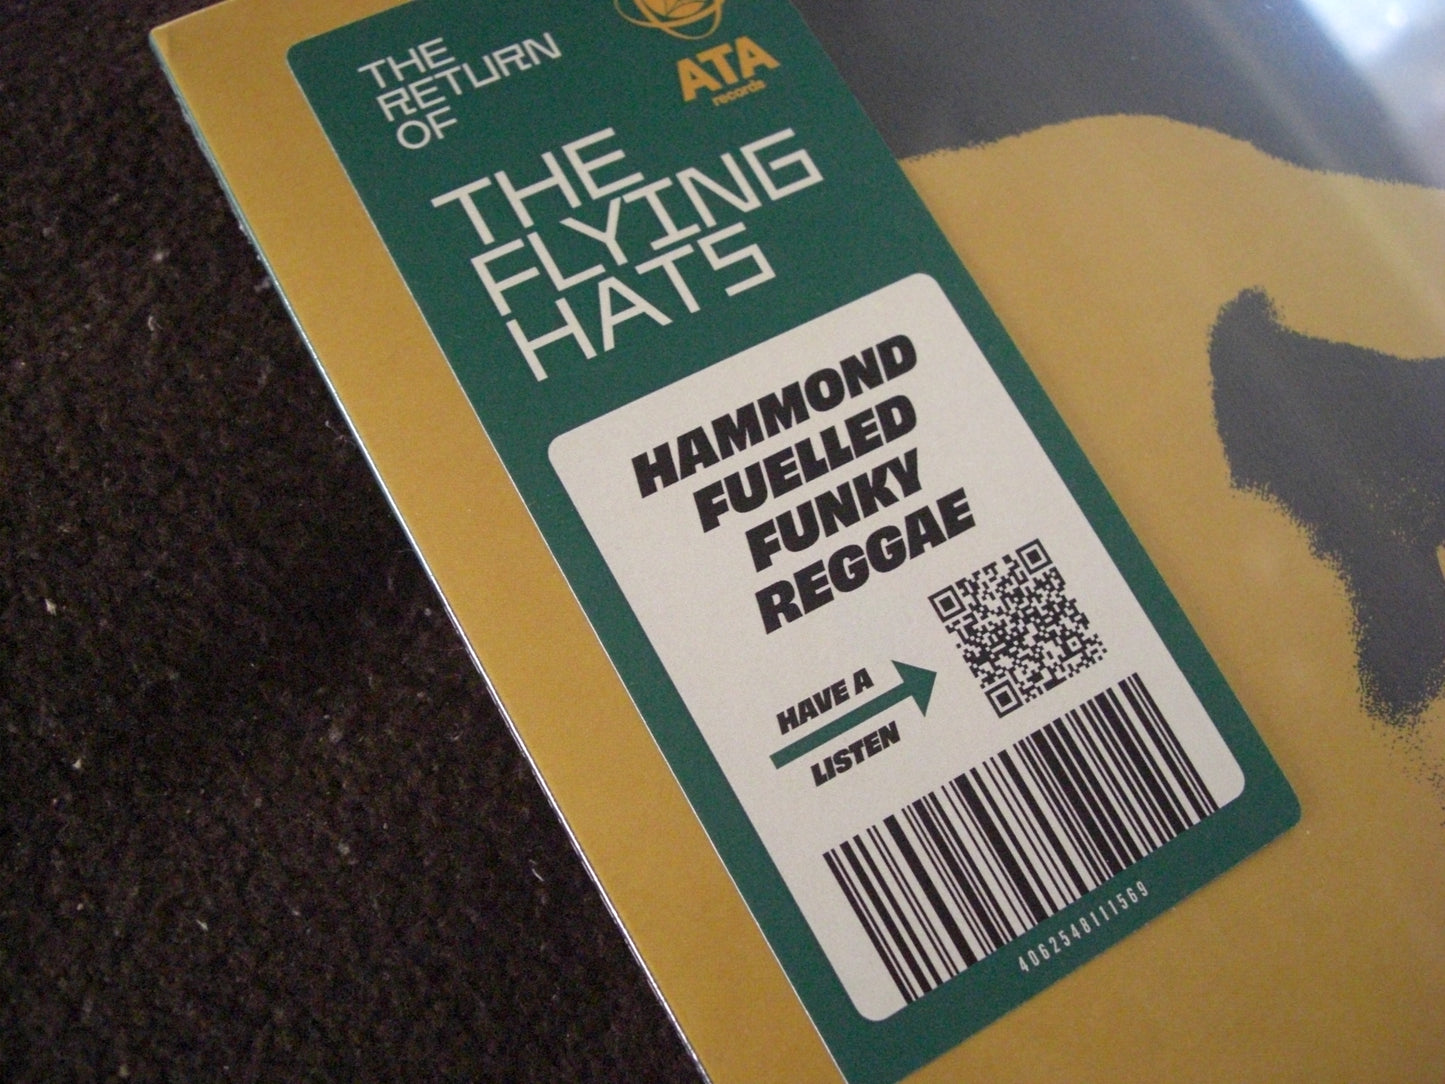 THE
RETURN
OF
ATA
records
THE
FLYING
HATS
HAMMOND
FUELLED
FUNKY
REGGAE
HAVE A
LISTEN
4062548111569